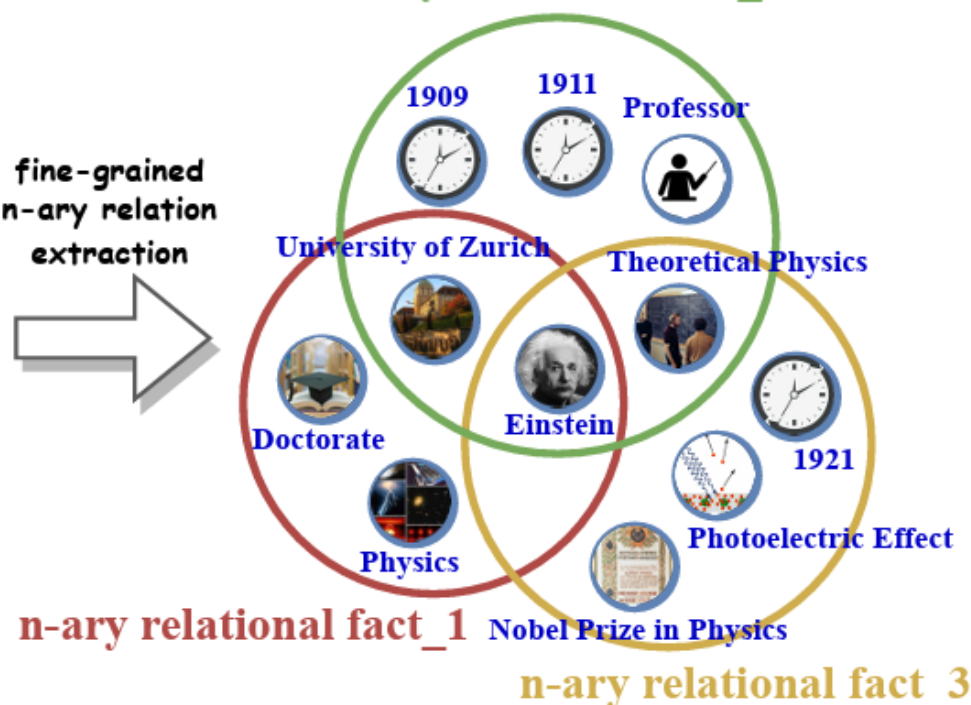 1909
1911
Professor
fine-grained
n-ary relation
extraction
University of Zurich
Theoretical Physics
Einstein
Doctorate
1921
Photoelectric Effect
Physics
n-ary relational fact_1
Nobel Prize in Physics
n-ary relational fact_3